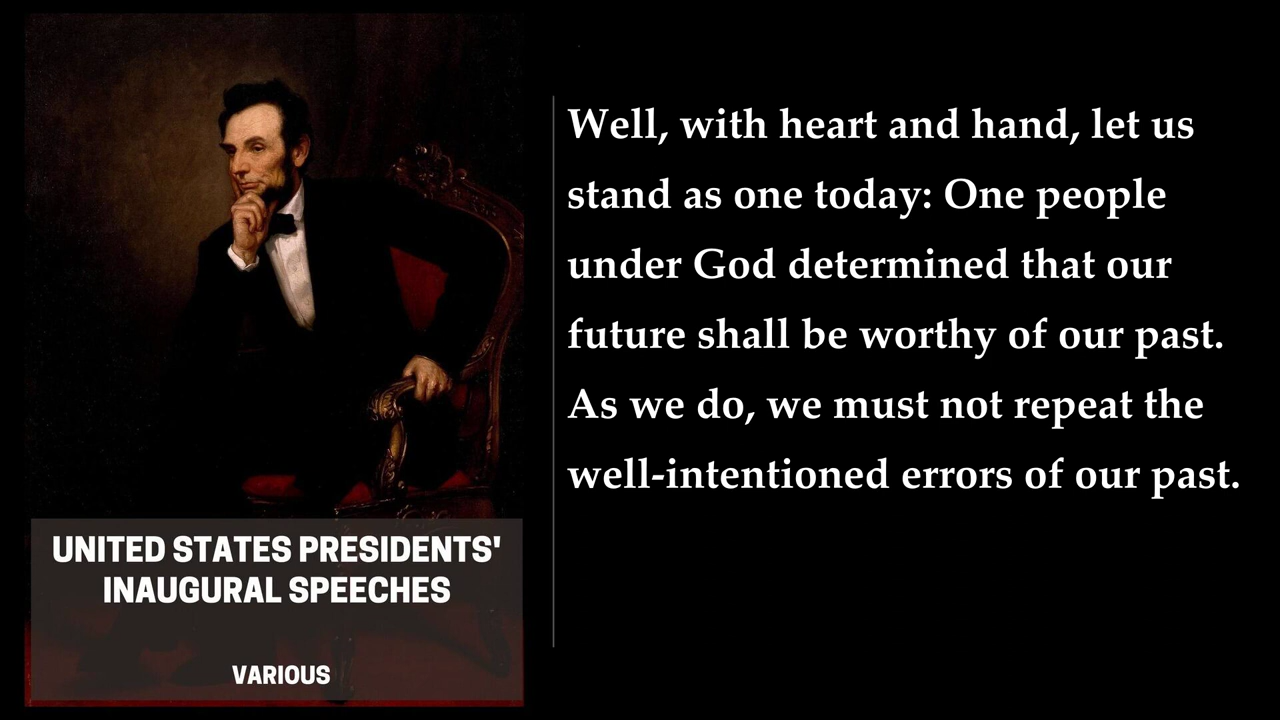 Well, with heart and hand, let us
stand as one today: One people
under God determined that our
future shall be worthy of our past.
As we do, we must not repeat the
well-intentioned errors of our past.
UNITED STATES PRESIDENTS'
INAUGURAL SPEECHES
VARIOUS